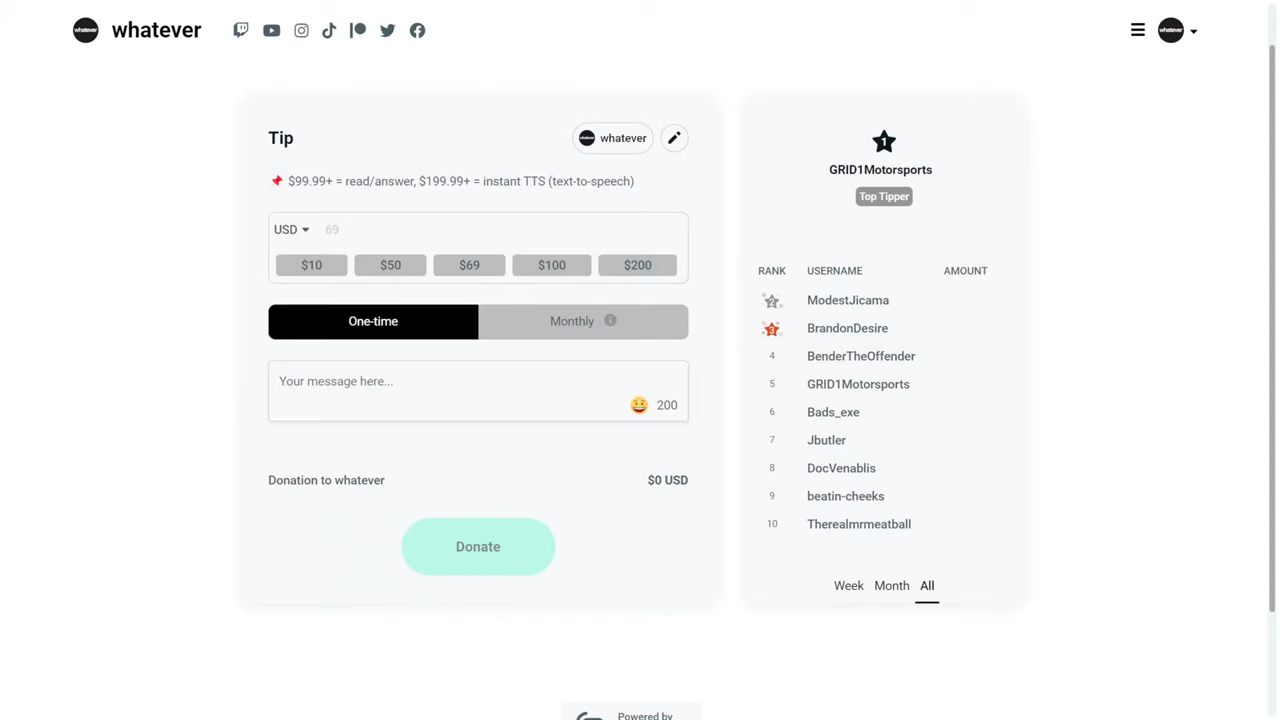 whatever
Tip
whatever
$99.99+ = read/answer, $199.99+ = instant TTS (text-to-speech)
USD 69
$10 $50 $69 $100 $200
One-time Monthly
Your message here...
200
Donation to whatever $0 USD
Donate
1
GRID1Motorsports
Top Tipper
RANK USERNAME AMOUNT
2 ModestJicama
3 BrandonDesire
4 BenderTheOffender
5 GRID1Motorsports
6 Bads_exe
7 Jbutler
8 DocVenablis
9 beatin-cheeks
10 Therealmrmeatball
Week Month All
Powered by